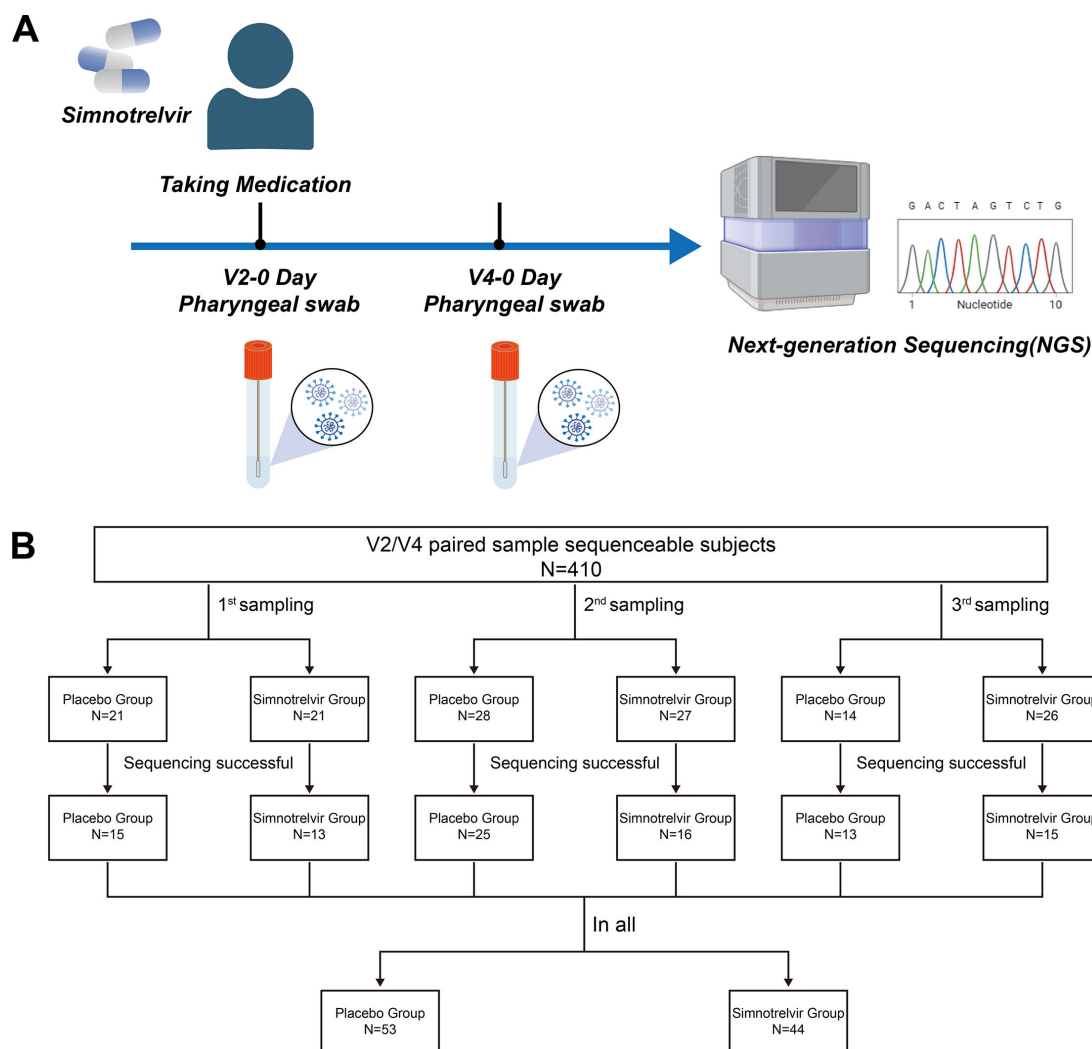 A
Simnotrelvir
Taking Medication
V2-0 Day
Pharyngeal swab
V4-0 Day
Pharyngeal swab
G A C T A G T C T G
1 Nucleotide 10
Next-generation Sequencing(NGS)
B
V2/V4 paired sample sequenceable subjects
N=410
1st sampling
2nd sampling
3rd sampling
Placebo Group
N=21
Simnotrelvir Group
N=21
Placebo Group
N=28
Simnotrelvir Group
N=27
Placebo Group
N=14
Simnotrelvir Group
N=26
Sequencing successful
Sequencing successful
Sequencing successful
Placebo Group
N=15
Simnotrelvir Group
N=13
Placebo Group
N=25
Simnotrelvir Group
N=16
Placebo Group
N=13
Simnotrelvir Group
N=15
In all
Placebo Group
N=53
Simnotrelvir Group
N=44